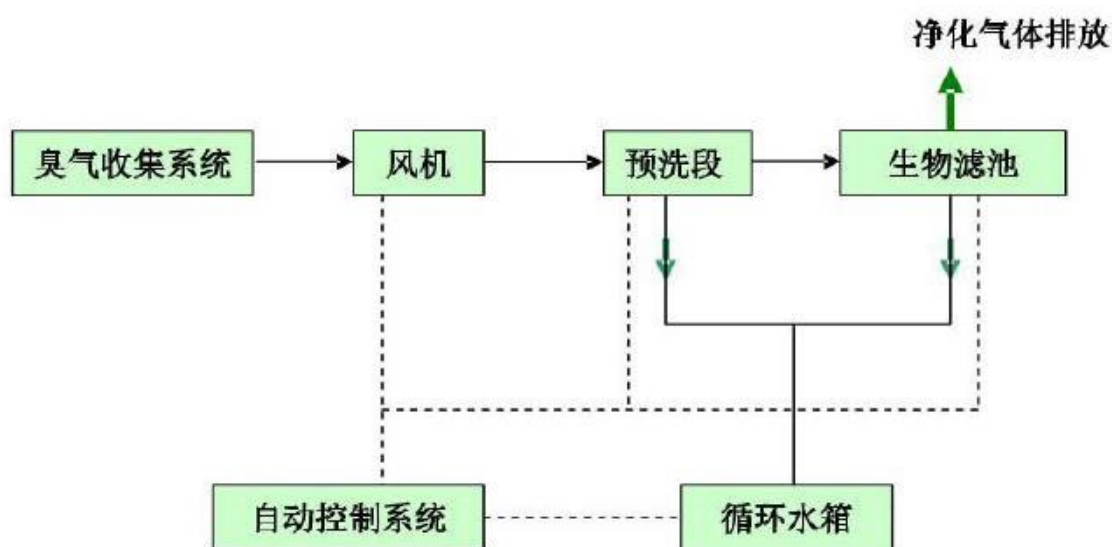 净化气体排放
臭气收集系统
风机
预洗段
生物滤池
自动控制系统
循环水箱